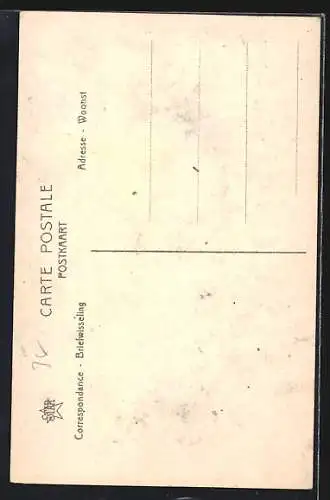 CARTE POSTALE
POSTKAART
Correspondance - Briefwisseling
Adresse - Woonst